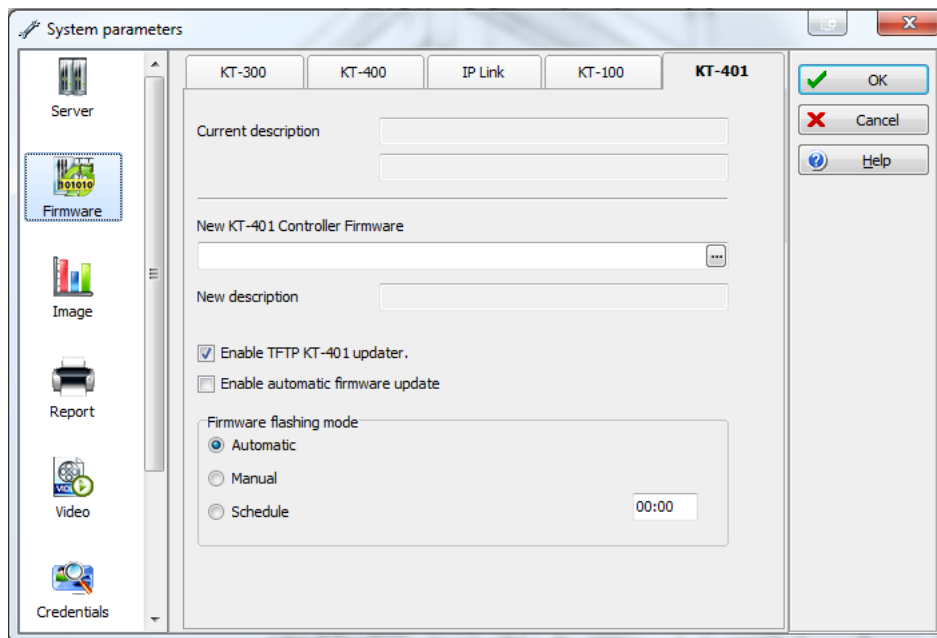 System parameters
Server
Firmware
Image
Report
Video
Credentials
KT-300
KT-400
IP Link
KT-100
KT-401
Current description
New KT-401 Controller Firmware
...
New description
Enable TFTP KT-401 updater.
Enable automatic firmware update
Firmware flashing mode
Automatic
Manual
Schedule
00:00
OK
Cancel
Help